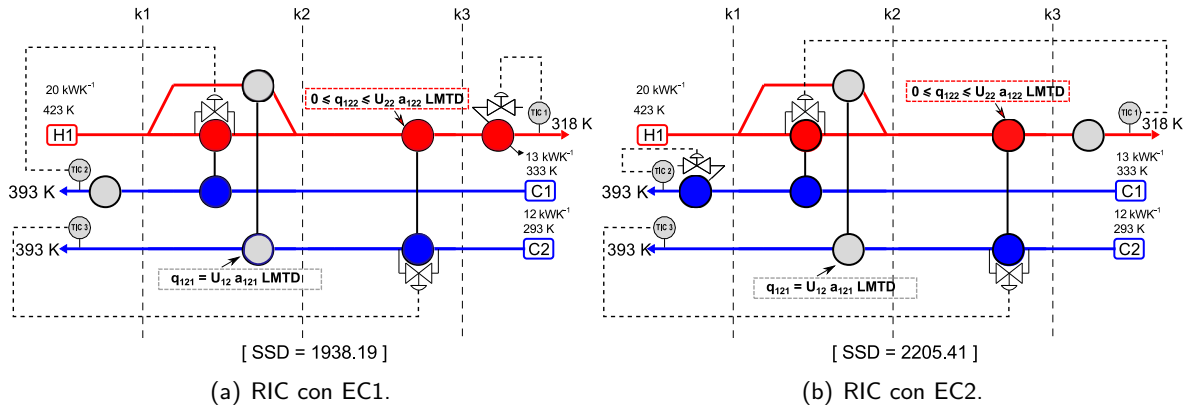 k1
k2
k3
20 kWK⁻¹
423 K
0 ⩽ q₁₂₂ ⩽ U₂₂ a₁₂₂ LMTD
TIC 1
318 K
H1
13 kWK⁻¹
333 K
TIC 2
393 K
C1
12 kWK⁻¹
293 K
TIC 3
393 K
C2
q₁₂₁ = U₁₂ a₁₂₁ LMTD
[ SSD = 1938.19 ]
(a) RIC con EC1.
k1
k2
k3
20 kWK⁻¹
423 K
0 ⩽ q₁₂₂ ⩽ U₂₂ a₁₂₂ LMTD
TIC 1
318 K
H1
13 kWK⁻¹
333 K
TIC 2
393 K
C1
12 kWK⁻¹
293 K
TIC 3
393 K
C2
q₁₂₁ = U₁₂ a₁₂₁ LMTD
[ SSD = 2205.41 ]
(b) RIC con EC2.